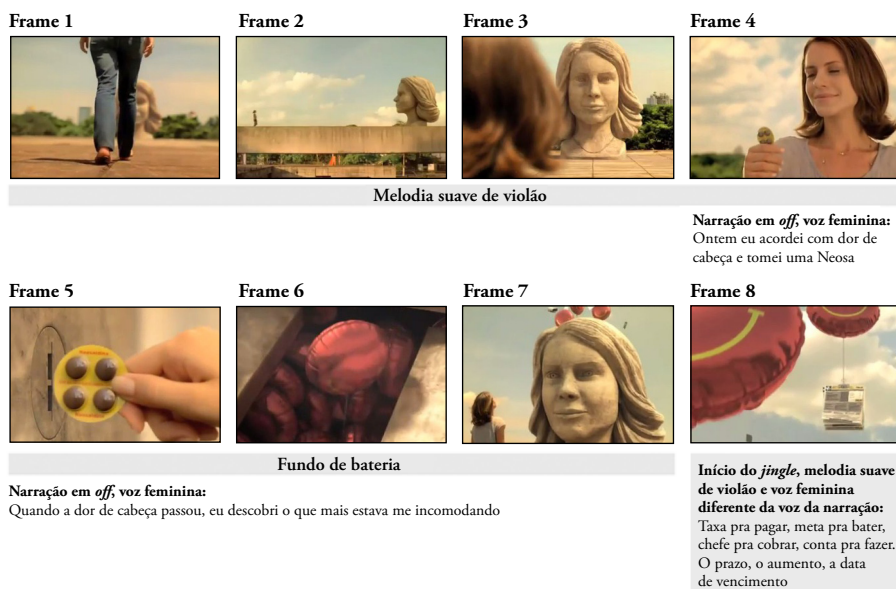 Frame 1
Frame 2
Frame 3
Frame 4
Melodia suave de violão
Narração em off, voz feminina:
Ontem eu acordei com dor de
cabeça e tomei uma Neosa
Frame 5
Frame 6
Frame 7
Frame 8
Fundo de bateria
Narração em off, voz feminina:
Quando a dor de cabeça passou, eu descobri o que mais estava me incomodando
Início do jingle, melodia suave
de violão e voz feminina
diferente da voz da narração:
Taxa pra pagar, meta pra bater,
chefe pra cobrar, conta pra fazer.
O prazo, o aumento, a data
de vencimento